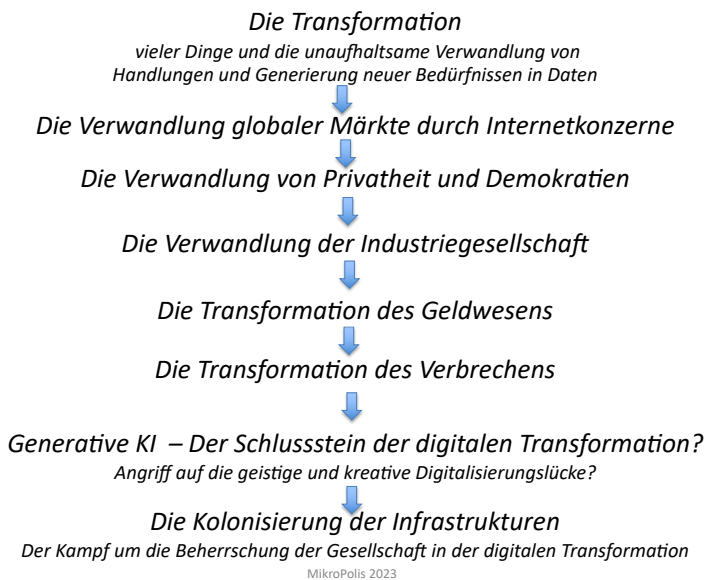 Die Transformation
vieler Dinge und die unaufhaltsame Verwandlung von
Handlungen und Generierung neuer Bedürfnissen in Daten
Die Verwandlung globaler Märkte durch Internetkonzerne
Die Verwandlung von Privatheit und Demokratien
Die Verwandlung der Industriegesellschaft
Die Transformation des Geldwesens
Die Transformation des Verbrechens
Generative KI – Der Schlussstein der digitalen Transformation?
Angriff auf die geistige und kreative Digitalisierungslücke?
Die Kolonisierung der Infrastrukturen
Der Kampf um die Beherrschung der Gesellschaft in der digitalen Transformation
MikroPolis 2023